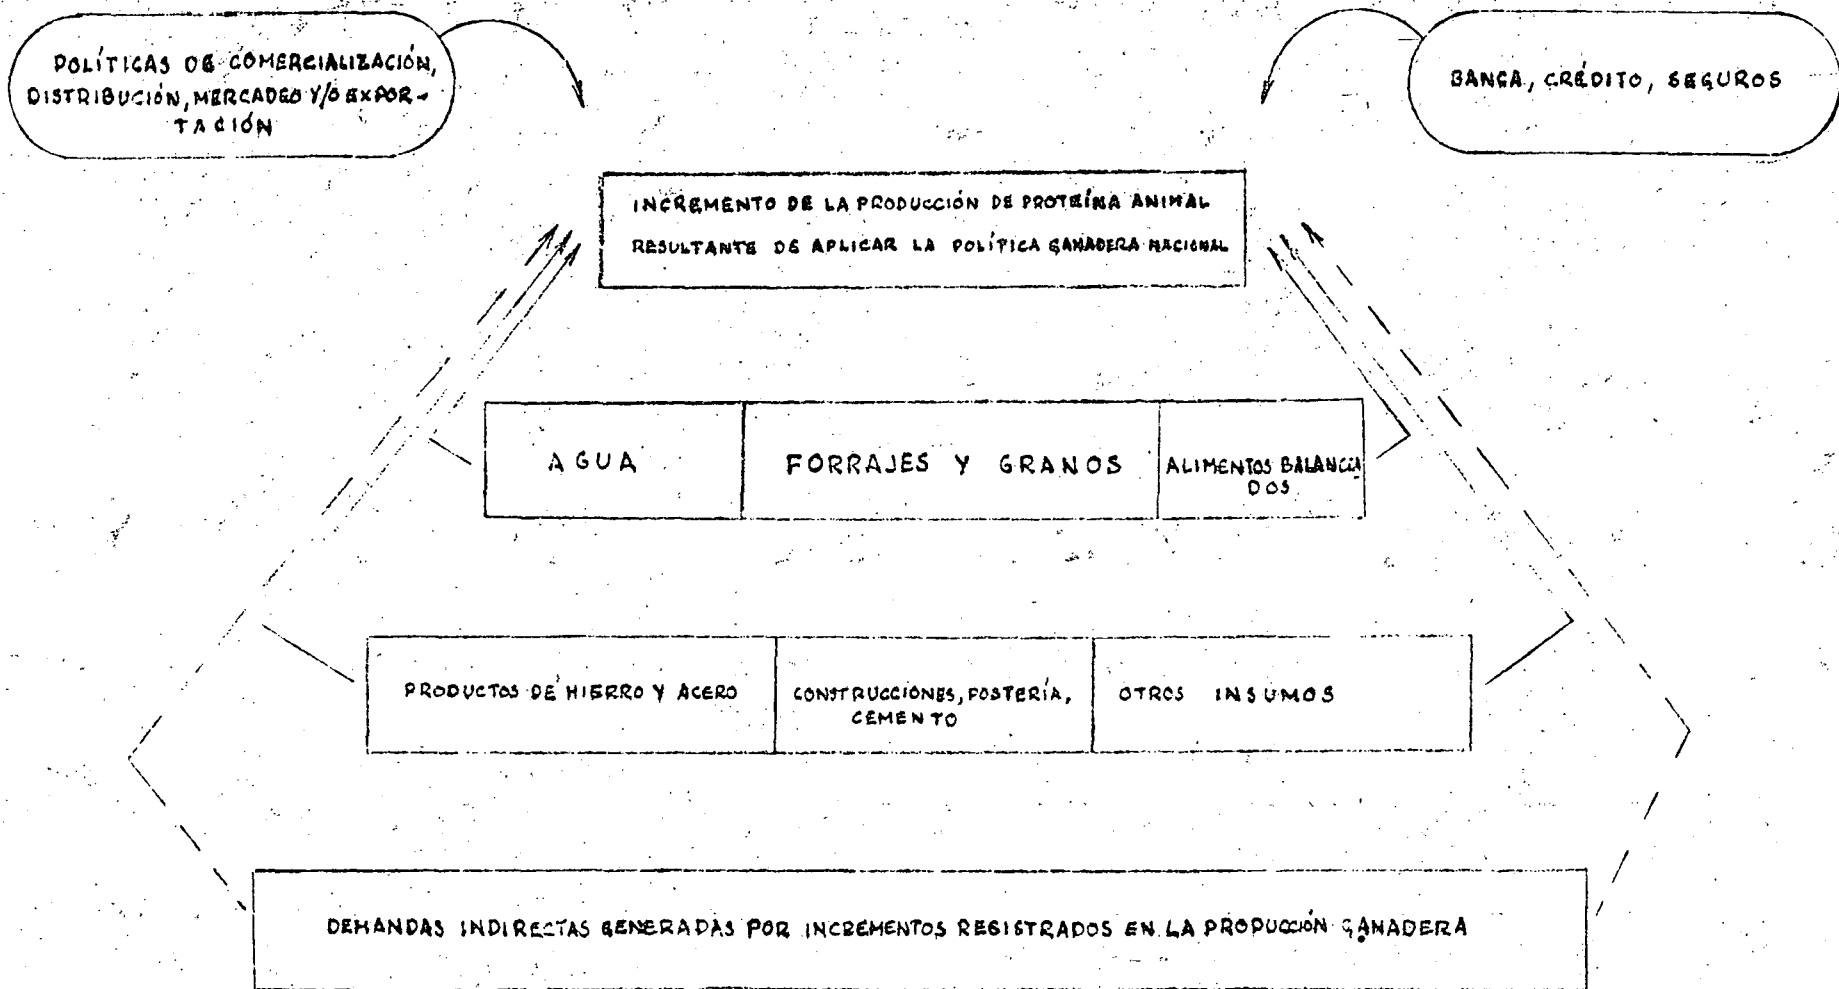 POLÍTICAS DE COMERCIALIZACIÓN,
DISTRIBUCIÓN, MERCADEO Y/Ó EXPOR-
TACIÓN
BANCA, CRÉDITO, SEGUROS
INCREMENTO DE LA PRODUCCIÓN DE PROTEÍNA ANIMAL
RESULTANTE DE APLICAR LA POLÍTICA GANADERA NACIONAL
AGUA
FORRAJES Y GRANOS
ALIMENTOS BALANCEA
DOS
PRODUCTOS DE HIERRO Y ACERO
CONSTRUCCIONES, POSTERÍA,
CEMENTO
OTROS INSUMOS
DEMANDAS INDIRECTAS GENERADAS POR INCREMENTOS REGISTRADOS EN LA PRODUCCIÓN GANADERA